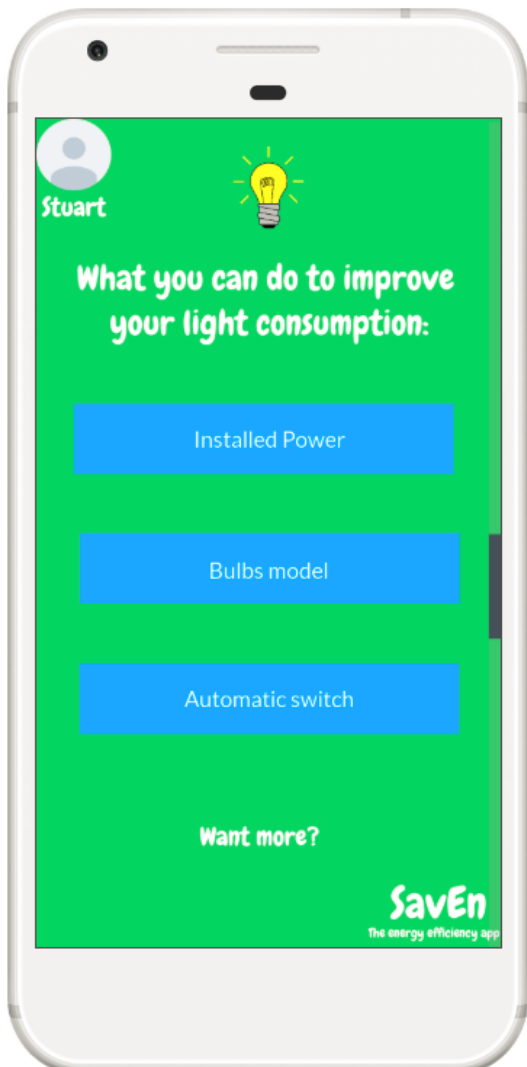 Stuart
What you can do to improve
your light consumption:
Installed Power
Bulbs model
Automatic switch
Want more?
SavEn
The energy efficiency app